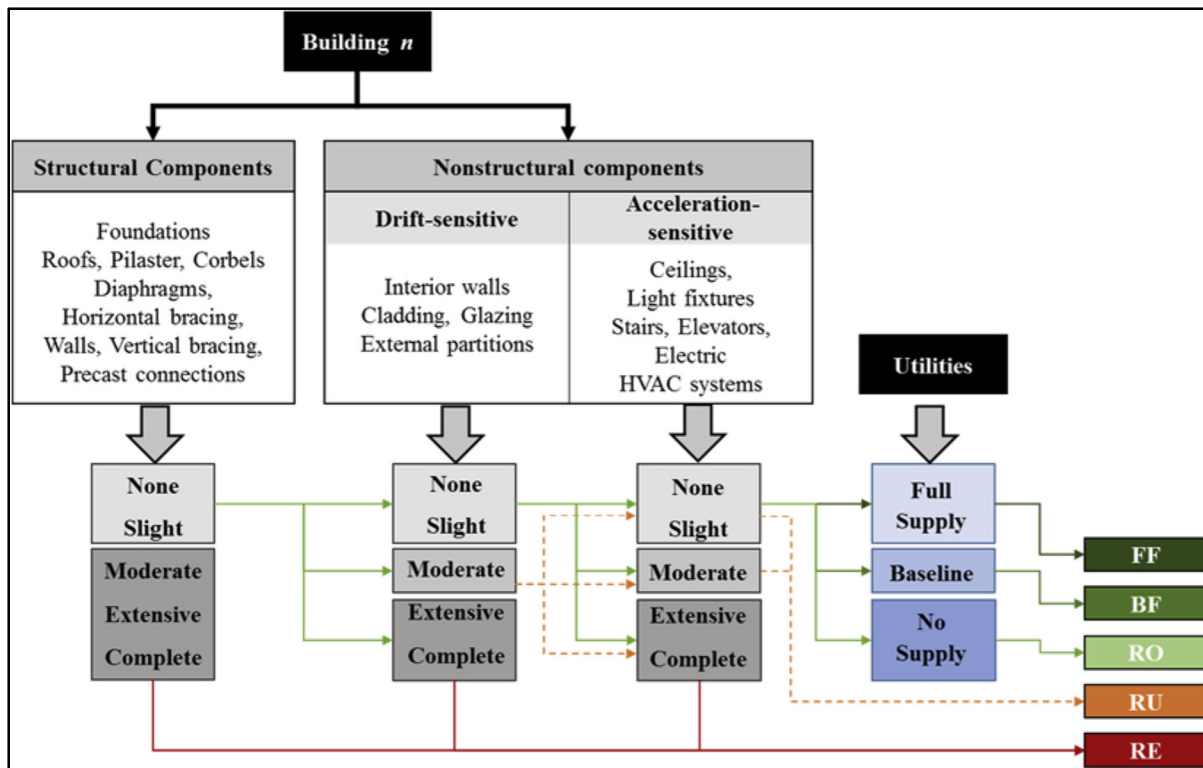 Building n
Structural Components
Nonstructural components
Foundations
Roofs, Pilaster, Corbels
Diaphragms,
Horizontal bracing,
Walls, Vertical bracing,
Precast connections
Drift-sensitive
Interior walls
Cladding, Glazing
External partitions
Acceleration-
sensitive
Ceilings,
Light fixtures
Stairs, Elevators,
Electric
HVAC systems
Utilities
None
Slight
Moderate
Extensive
Complete
None
Slight
Moderate
Extensive
Complete
None
Slight
Moderate
Extensive
Complete
Full
Supply
Baseline
No
Supply
FF
BF
RO
RU
RE